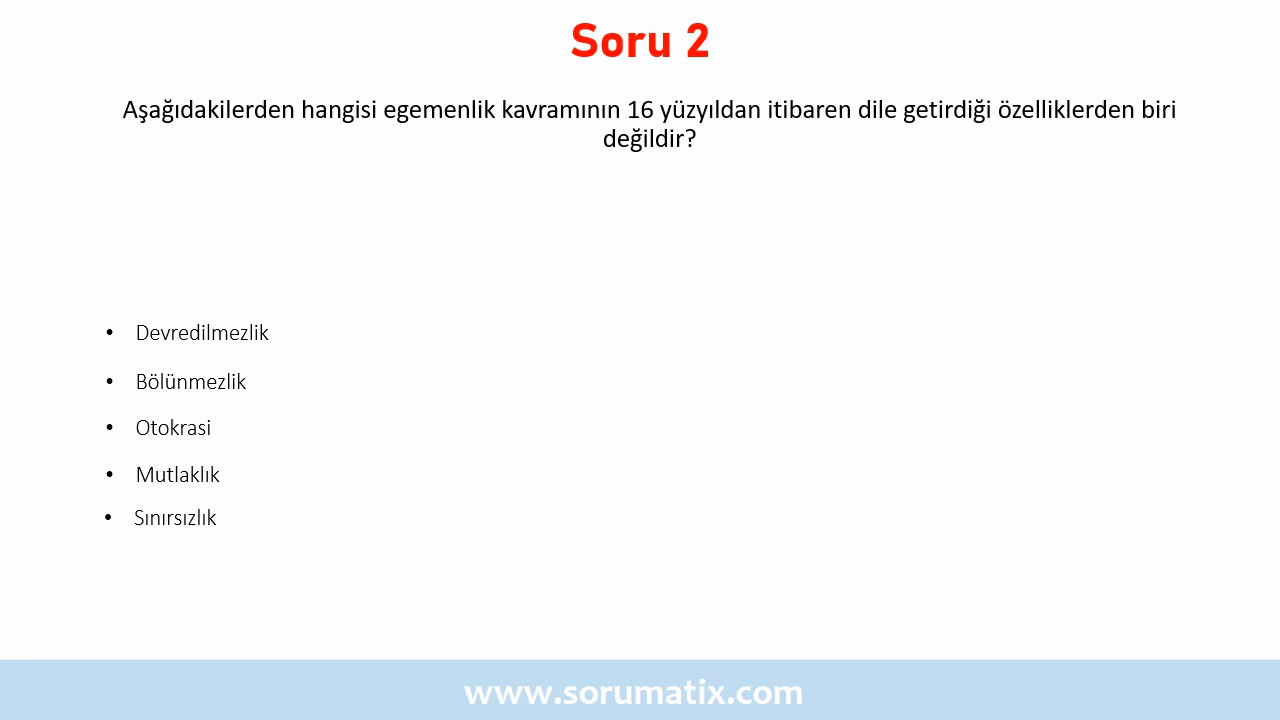 Soru 2
Aşağıdakilerden hangisi egemenlik kavramının 16 yüzyıldan itibaren dile getirdiği özelliklerden biri
değildir?
• Devredilmezlik
• Bölünmezlik
• Otokrasi
• Mutlaklık
• Sınırsızlık
www.sorumatix.com